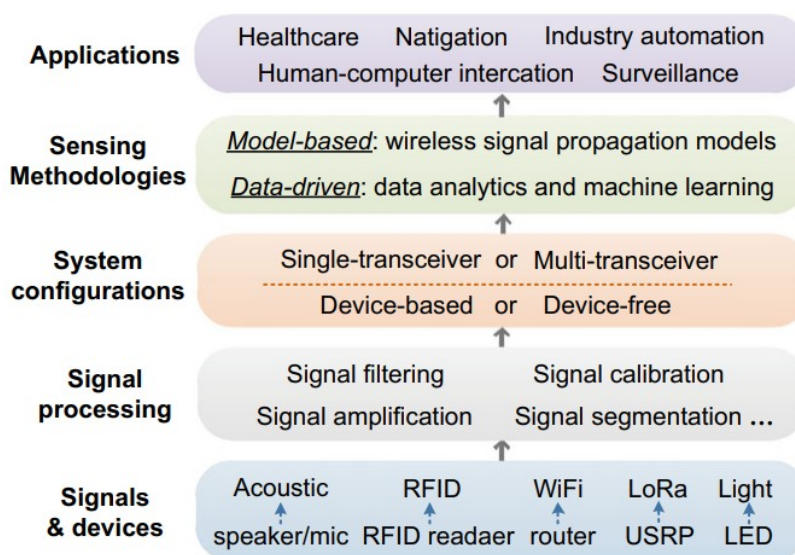 Applications
Healthcare Natigation Industry automation
Human-computer intercation Surveillance
Sensing
Methodologies
Model-based: wireless signal propagation models
Data-driven: data analytics and machine learning
System
configurations
Single-transceiver or Multi-transceiver
Device-based or Device-free
Signal
processing
Signal filtering Signal calibration
Signal amplification Signal segmentation ...
Signals
& devices
Acoustic RFID WiFi LoRa Light
speaker/mic RFID readaer router USRP LED